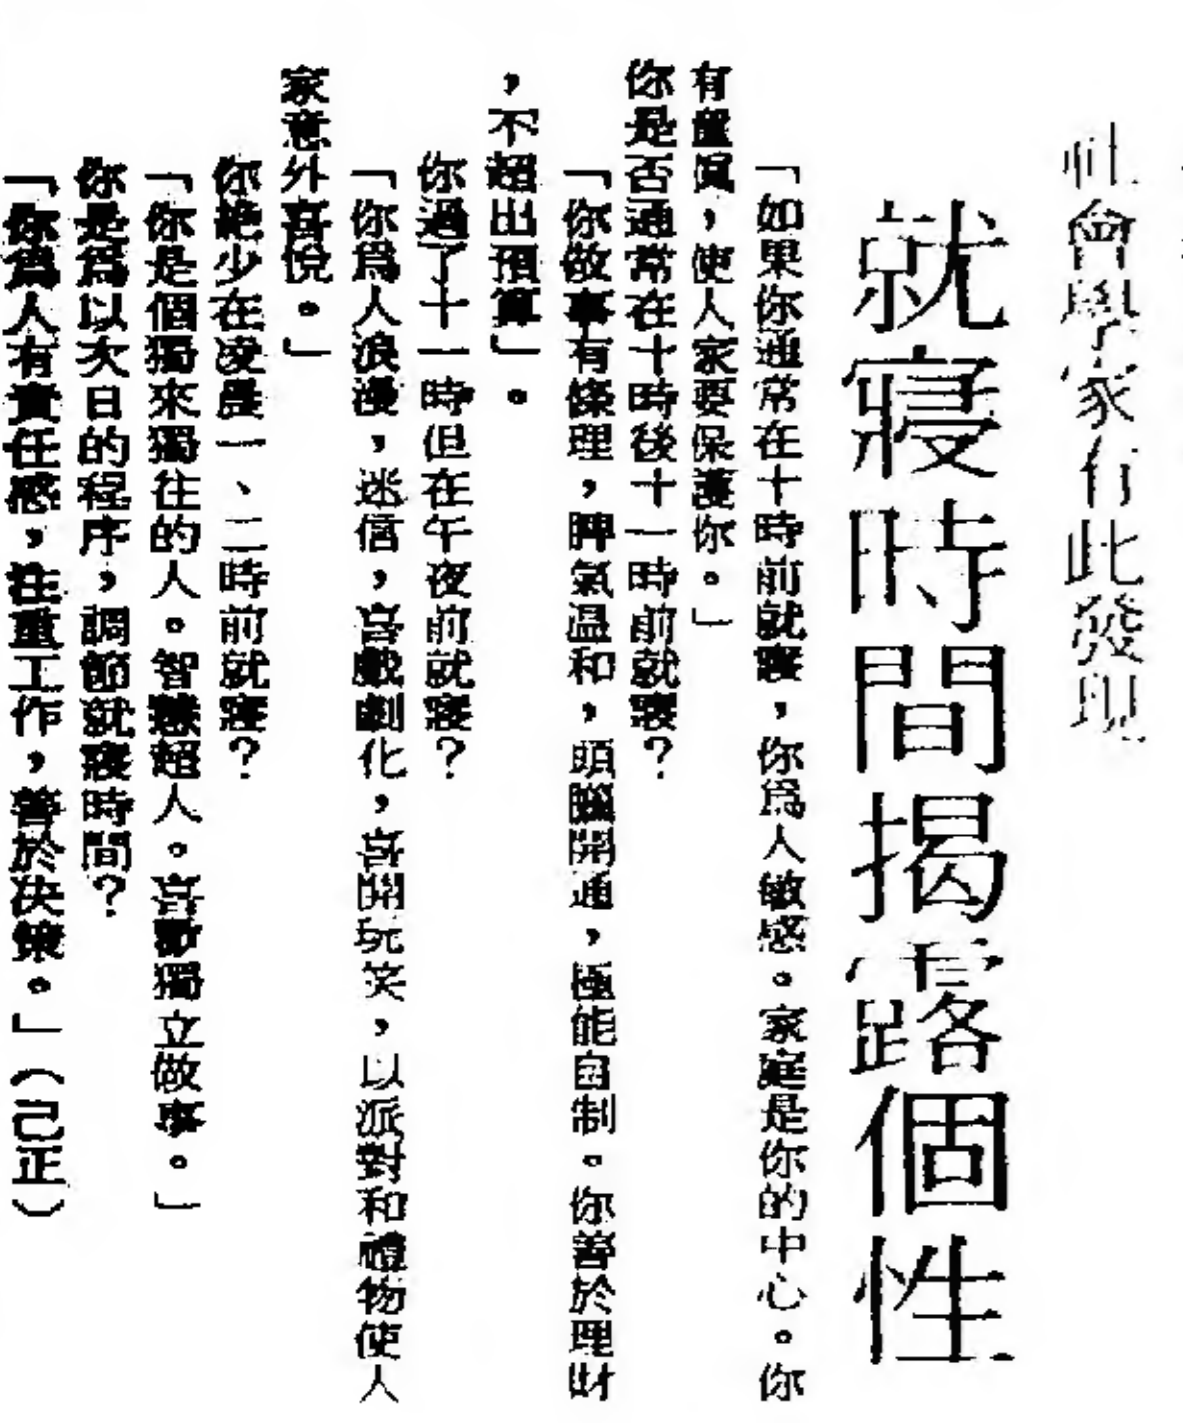 社會學家有此發現
就寢時間揭露個性
「如果你通常在十時前就寢，你爲人敏感。家庭是你的中心。你
有童眞，使人家要保護你。」
你是否通常在十時後十一時前就寢？
「你做事有條理，脾氣温和，頭腦開通，極能自制。你善於理財
，不超出預算」。
你過了十一時但在午夜前就寢？
「你爲人浪漫，迷信，喜戲劇化，喜開玩笑，以派對和禮物使人
家意外喜悅。」
你絶少在凌晨一、二時前就寢？
「你是個獨來獨往的人。智慧超人。喜歡獨立做事。」
你是爲以次日的程序，調節就寢時間？
「你爲人有責任感，注重工作，善於決策。」（己正）